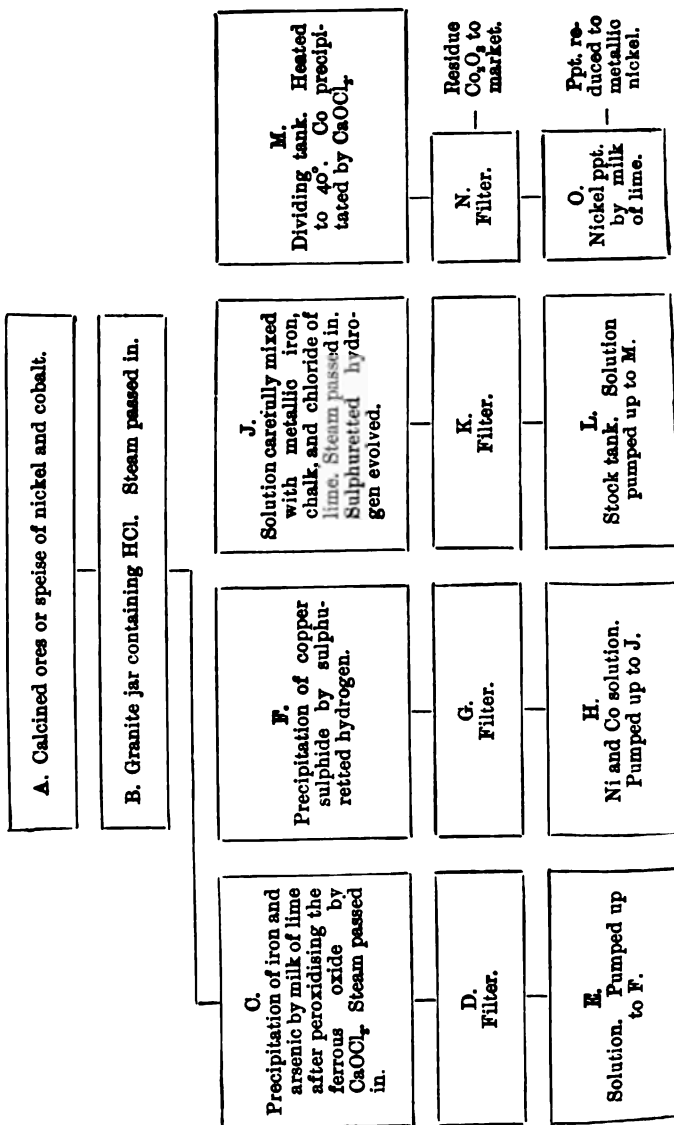 A. Calcined ores or speise of nickel and cobalt.
B. Granite jar containing HCl. Steam passed in.
C.
Precipitation of iron and
arsenic by milk of lime
after peroxidising the
ferrous oxide by
CaOCl₂. Steam passed
in.
D.
Filter.
E.
Solution. Pumped up
to F.
F.
Precipitation of copper
sulphide by sulphu-
retted hydrogen.
G.
Filter.
H.
Ni and Co solution.
Pumped up to J.
J.
Solution carefully mixed
with metallic iron,
chalk, and chloride of
lime. Steam passed in.
Sulphuretted hydro-
gen evolved.
K.
Filter.
L.
Stock tank. Solution
pumped up to M.
M.
Dividing tank. Heated
to 40°. Co precipi-
tated by CaOCl₂.
N.
Filter.
Residue
Co₂O₃ to
market.
O.
Nickel ppt.
by milk
of lime.
Ppt. re-
duced to
metallic
nickel.